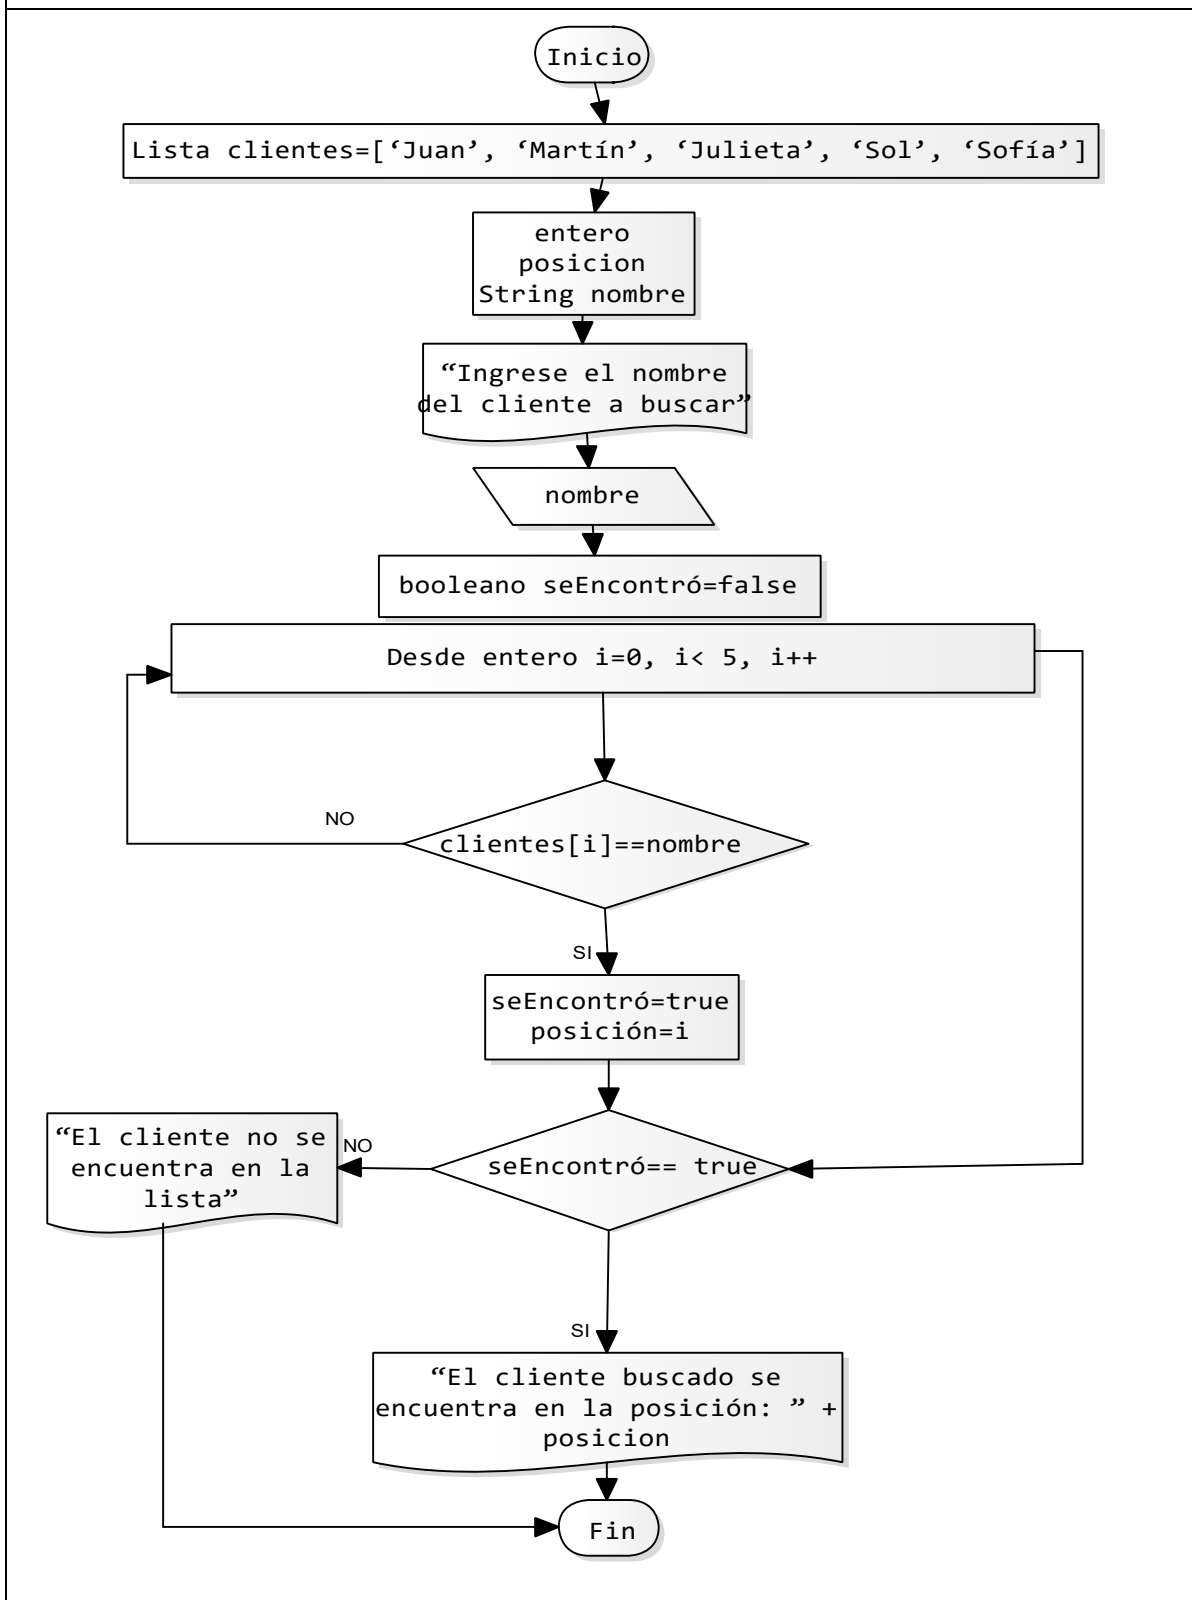 Inicio
Lista clientes=[‘Juan’, ‘Martín’, ‘Julieta’, ‘Sol’, ‘Sofía’]
entero
posicion
String nombre
“Ingrese el nombre
del cliente a buscar”
nombre
booleano seEncontró=false
Desde entero i=0, i< 5, i++
NO
clientes[i]==nombre
SI
seEncontró=true
posición=i
“El cliente no se
encuentra en la
lista”
NO
seEncontró== true
SI
“El cliente buscado se
encuentra en la posición: ” +
posicion
Fin